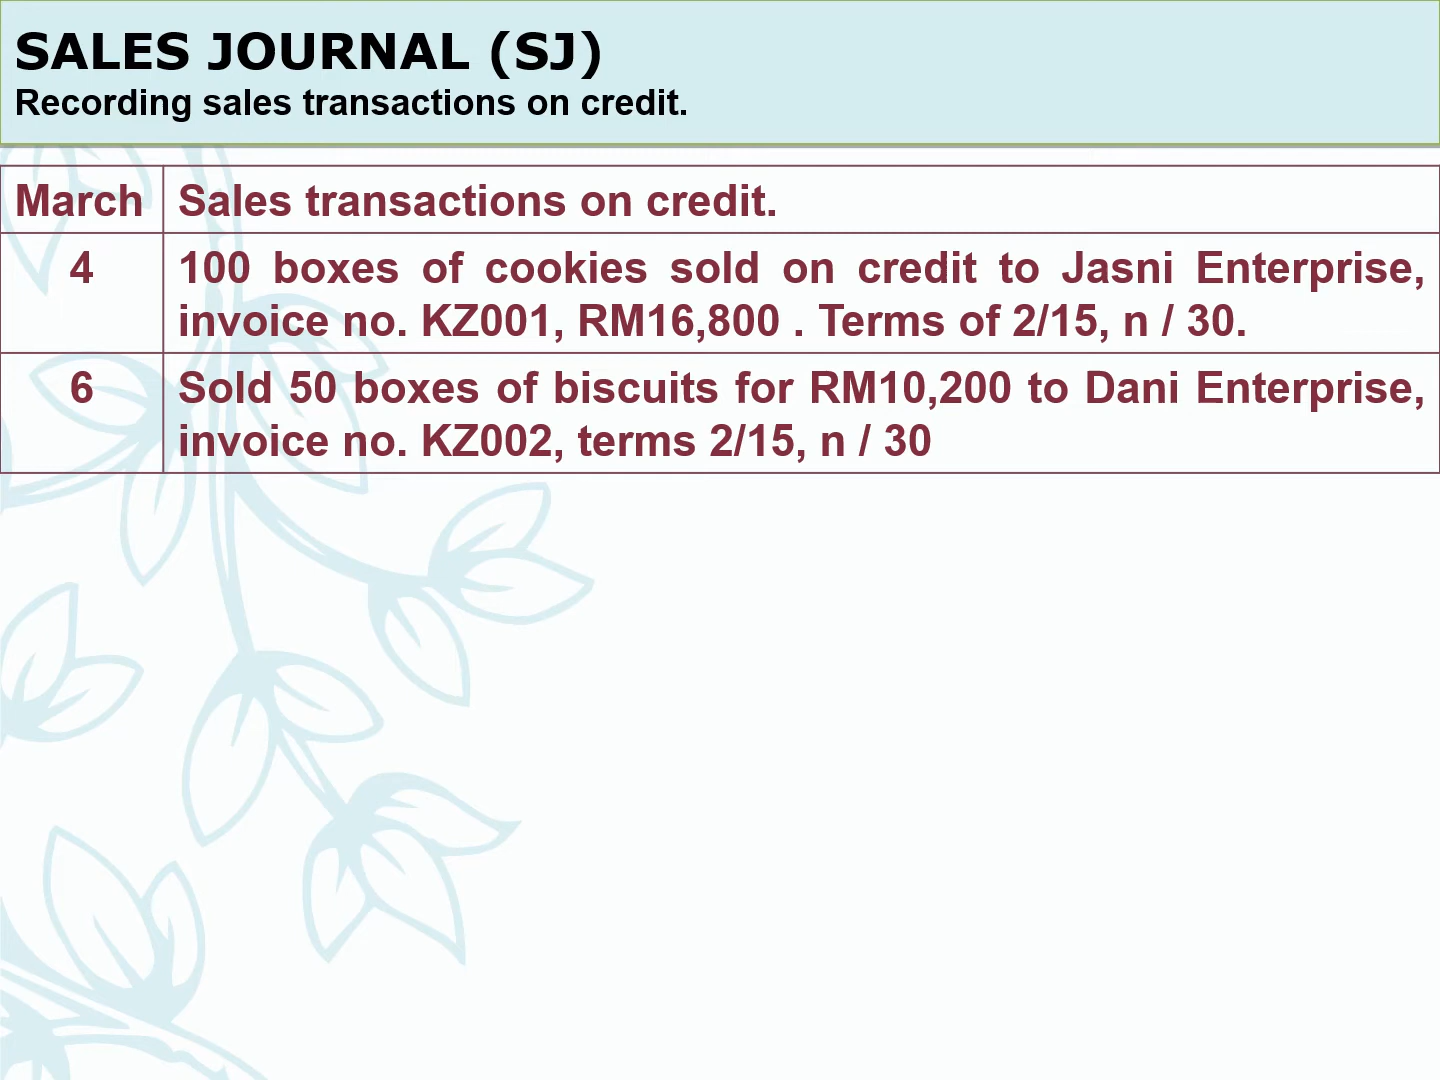 SALES JOURNAL (SJ)
Recording sales transactions on credit.
March Sales transactions on credit.
4 100 boxes of cookies sold on credit to Jasni Enterprise,
invoice no. KZ001, RM16,800 . Terms of 2/15, n / 30.
6 Sold 50 boxes of biscuits for RM10,200 to Dani Enterprise,
invoice no. KZ002, terms 2/15, n / 30